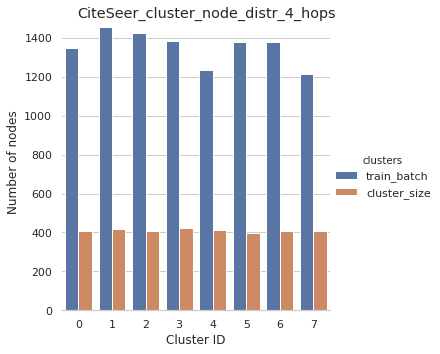 CiteSeer_cluster_node_distr_4_hops
1400
1200
1000
800
600
400
200
0
Number of nodes
0 1 2 3 4 5 6 7
Cluster ID
clusters
train_batch
cluster_size